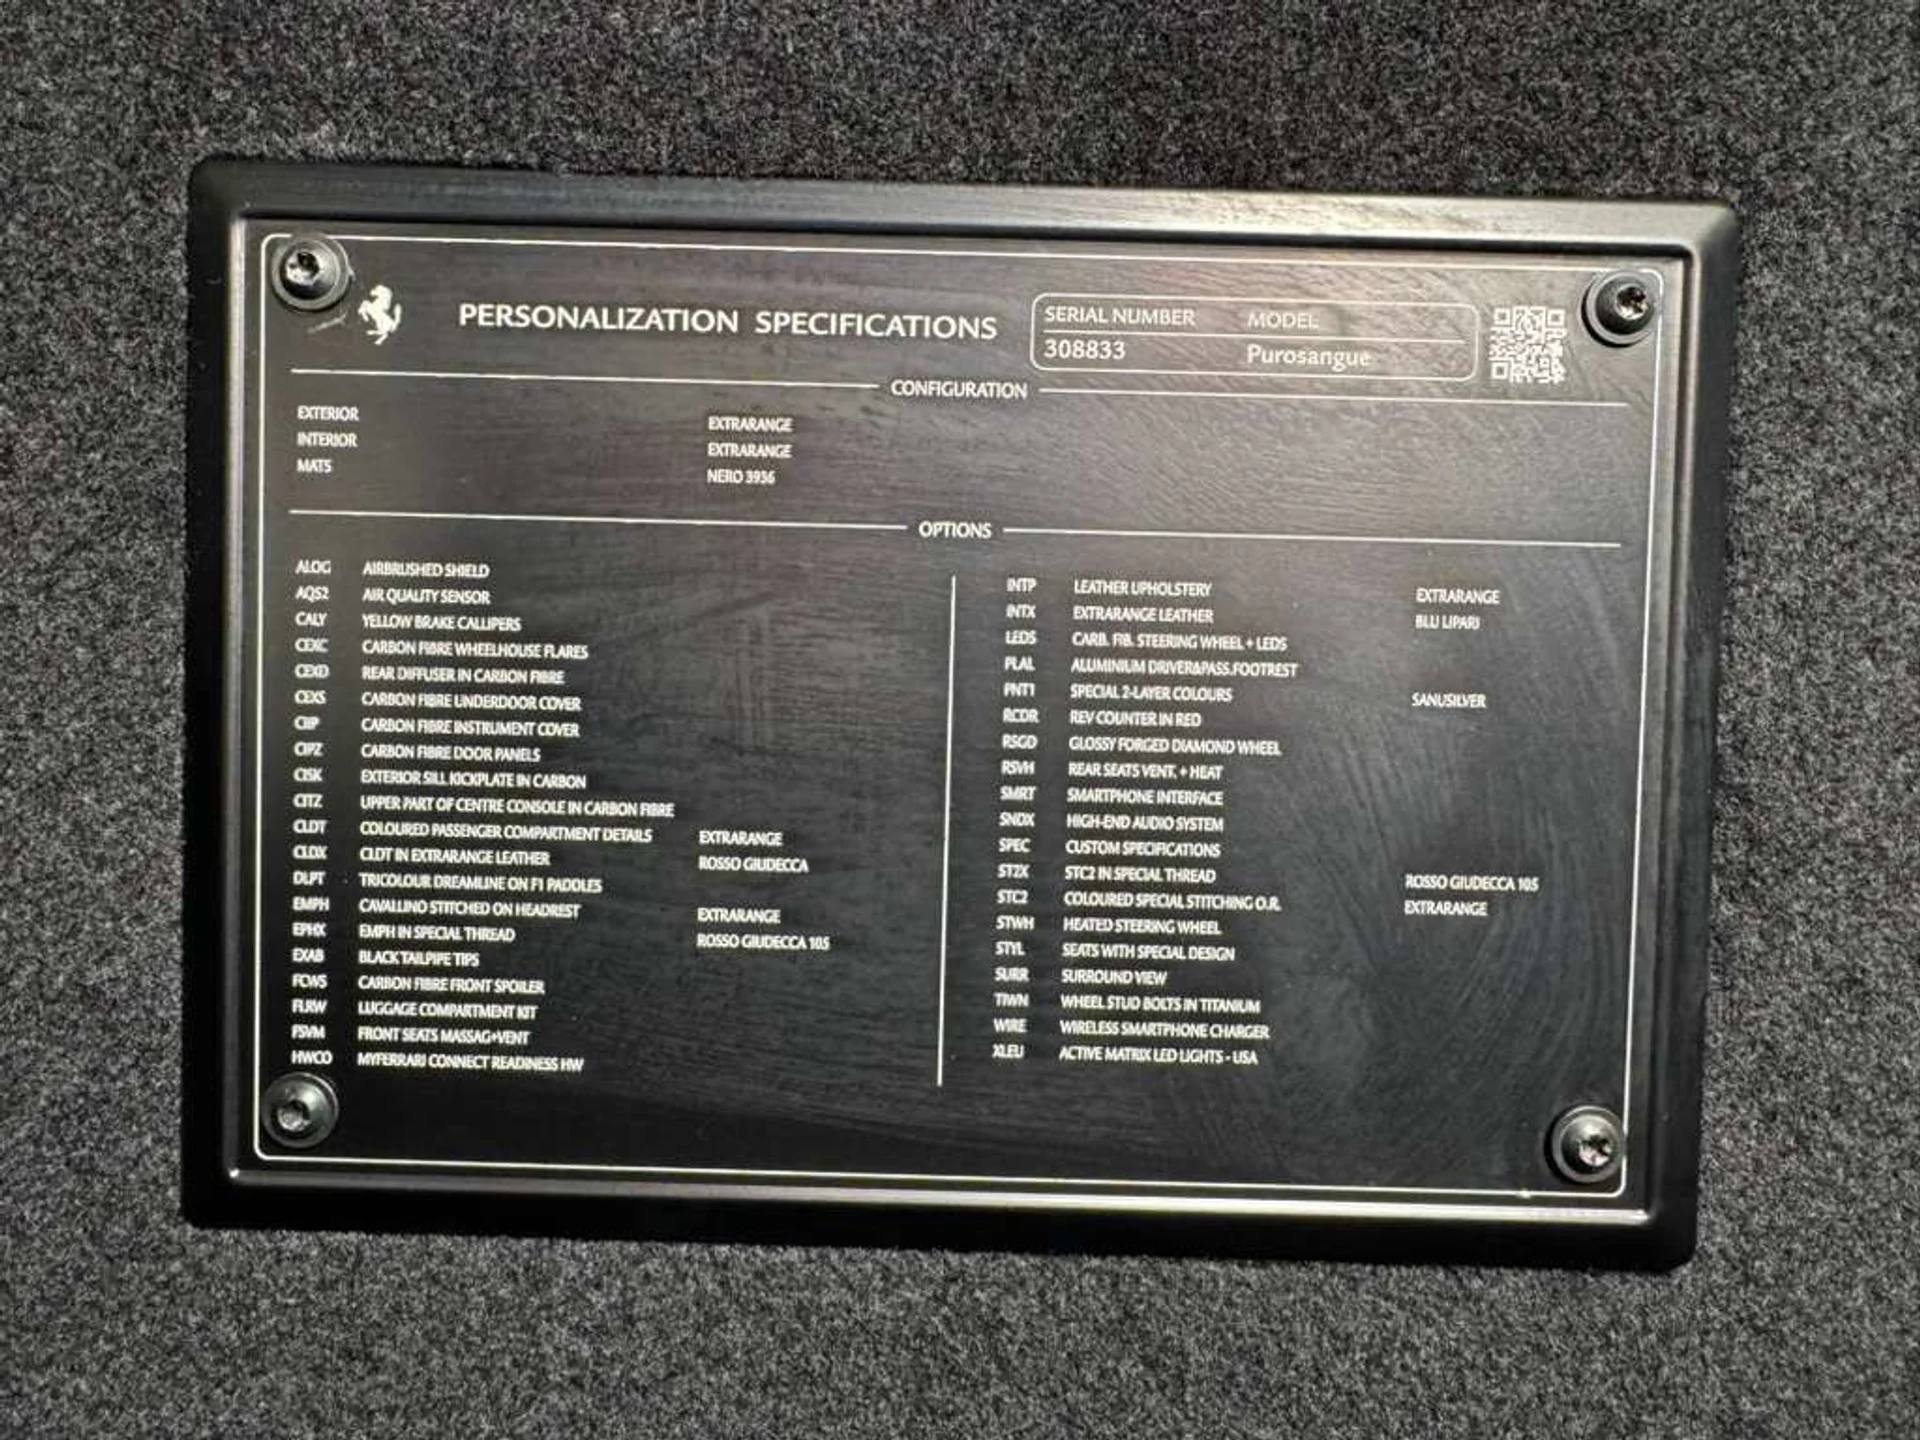 PERSONALIZATION SPECIFICATIONS
SERIAL NUMBER MODEL
308833 Purosangue
CONFIGURATION
EXTERIOR EXTRARANGE
INTERIOR EXTRARANGE
MATS NERO 3936
OPTIONS
ALOG AIRBRUSHED SHIELD
AQS2 AIR QUALITY SENSOR
CALY YELLOW BRAKE CALLIPERS
CEXC CARBON FIBRE WHEELHOUSE FLARES
CEXD REAR DIFFUSER IN CARBON FIBRE
CEXS CARBON FIBRE UNDERDOOR COVER
CIIP CARBON FIBRE INSTRUMENT COVER
CIPZ CARBON FIBRE DOOR PANELS
CISK EXTERIOR SILL KICKPLATE IN CARBON
CITZ UPPER PART OF CENTRE CONSOLE IN CARBON FIBRE
CLDT COLOURED PASSENGER COMPARTMENT DETAILS EXTRARANGE
CLDX CLDT IN EXTRARANGE LEATHER ROSSO GIUDECCA
DLPT TRICOLOUR DREAMLINE ON F1 PADDLES
EMPH CAVALLINO STITCHED ON HEADREST EXTRARANGE
EPHX EMPH IN SPECIAL THREAD ROSSO GIUDECCA 105
EXAB BLACK TAILPIPE TIPS
FCWS CARBON FIBRE FRONT SPOILER
FLRW LUGGAGE COMPARTMENT KIT
FSVM FRONT SEATS MASSAG+VENT
HWCO MYFERRARI CONNECT READINESS HW
INTP LEATHER UPHOLSTERY EXTRARANGE
INTX EXTRARANGE LEATHER BLU LIPARI
LEDS CARB. FIB. STEERING WHEEL + LEDS
PLAL ALUMINIUM DRIVER&PASS.FOOTREST
PNT1 SPECIAL 2-LAYER COLOURS SANUSILVER
RCDR REV COUNTER IN RED
RSGD GLOSSY FORGED DIAMOND WHEEL
RSVH REAR SEATS VENT. + HEAT
SMRT SMARTPHONE INTERFACE
SNDX HIGH-END AUDIO SYSTEM
SPEC CUSTOM SPECIFICATIONS
ST2X STC2 IN SPECIAL THREAD ROSSO GIUDECCA 105
STC2 COLOURED SPECIAL STITCHING O.R. EXTRARANGE
STWH HEATED STEERING WHEEL
STYL SEATS WITH SPECIAL DESIGN
SURR SURROUND VIEW
TIWN WHEEL STUD BOLTS IN TITANIUM
WIRE WIRELESS SMARTPHONE CHARGER
XLEU ACTIVE MATRIX LED LIGHTS - USA